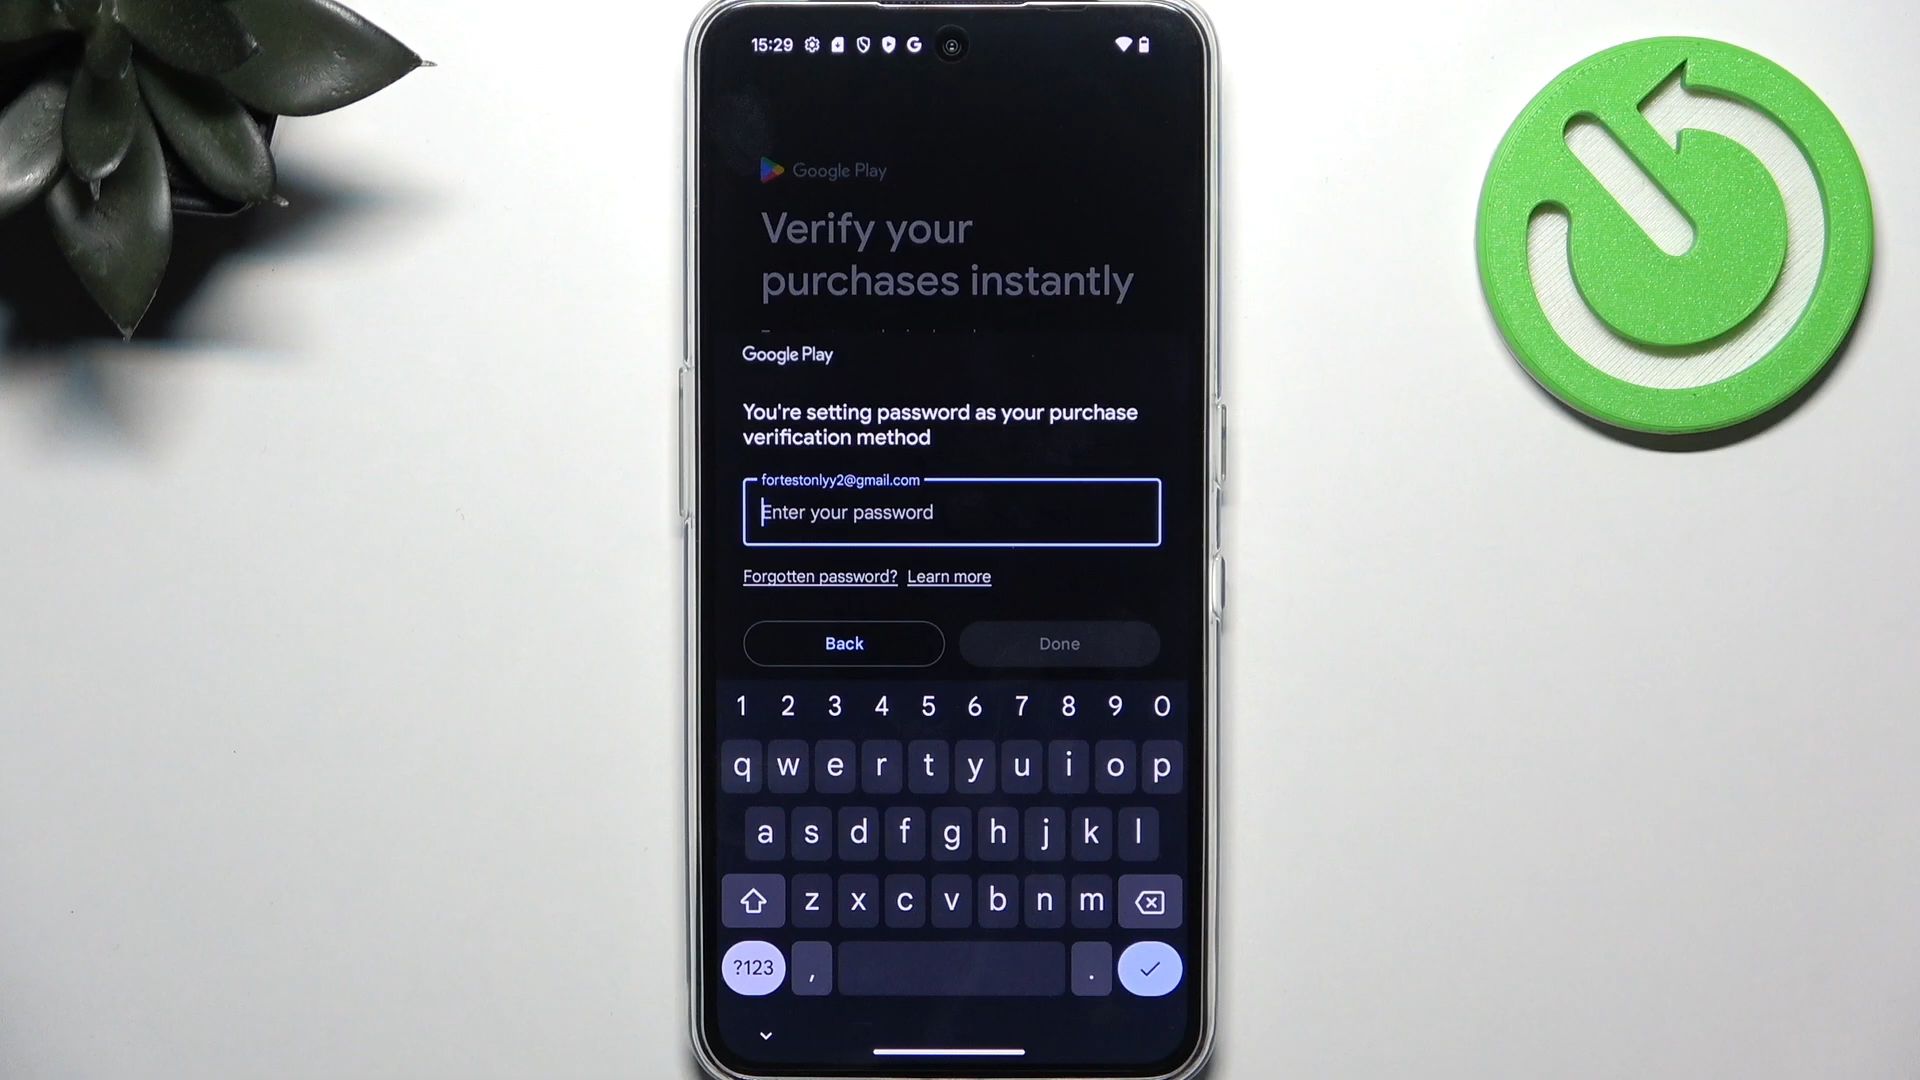 15:29
Google Play
Verify your
purchases instantly
Google Play
You're setting password as your purchase
verification method
fortestonlyy2@gmail.com
Enter your password
Forgotten password? Learn more
Back Done
1 2 3 4 5 6 7 8 9 0
q w e r t y u i o p
a s d f g h j k l
z x c v b n m
?123 , .